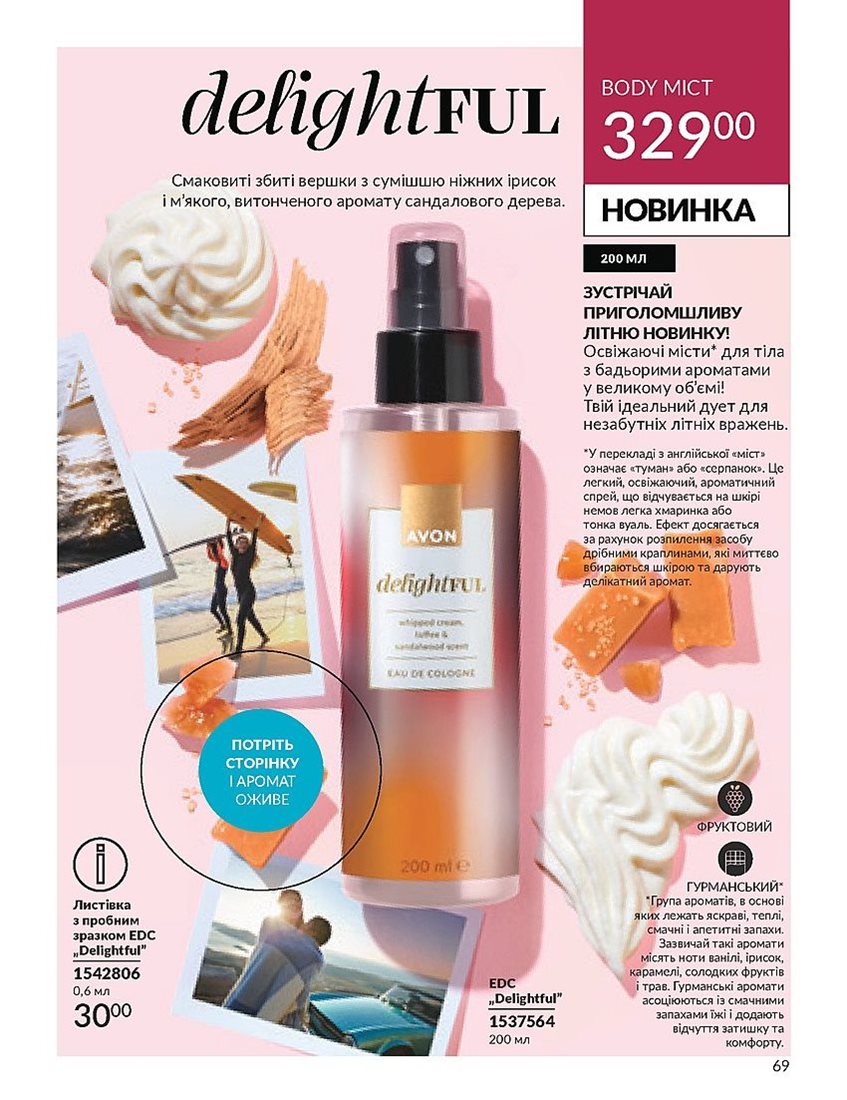 delightFUL
Смаковиті збиті вершки з сумішшю ніжних ірисок
і м'якого, витонченого аромату сандалового дерева.
BODY МІСТ
329⁰⁰
НОВИНКА
200 МЛ
ЗУСТРІЧАЙ
ПРИГОЛОМШЛИВУ
ЛІТНЮ НОВИНКУ!
Освіжаючі місти* для тіла
з бадьорими ароматами
у великому об'ємі!
Твій ідеальний дует для
незабутніх літніх вражень.
*У перекладі з англійської «міст»
означає «туман» або «серпанок». Це
легкий, освіжаючий, ароматичний
спрей, що відчувається на шкірі
немов легка хмаринка або
тонка вуаль. Ефект досягається
за рахунок розпилення засобу
дрібними краплинами, які миттєво
вбираються шкірою та дарують
делікатний аромат.
AVON
delightFUL
whipped cream,
toffee &
sandalwood scent
EAU DE COLOGNE
200 ml e
ПОТРІТЬ
СТОРІНКУ
І АРОМАТ
ОЖИВЕ
Листівка
з пробним
зразком EDC
„Delightful”
1542806
0,6 мл
30⁰⁰
EDC
„Delightful”
1537564
200 мл
ФРУКТОВИЙ
ГУРМАНСЬКИЙ*
*Група ароматів, в основі
яких лежать яскраві, теплі,
смачні і апетитні запахи.
Зазвичай такі аромати
місять ноти ванілі, ірисок,
карамелі, солодких фруктів
і трав. Гурманські аромати
асоціюються із смачними
запахами їжі і додають
відчуття затишку та
комфорту.
69